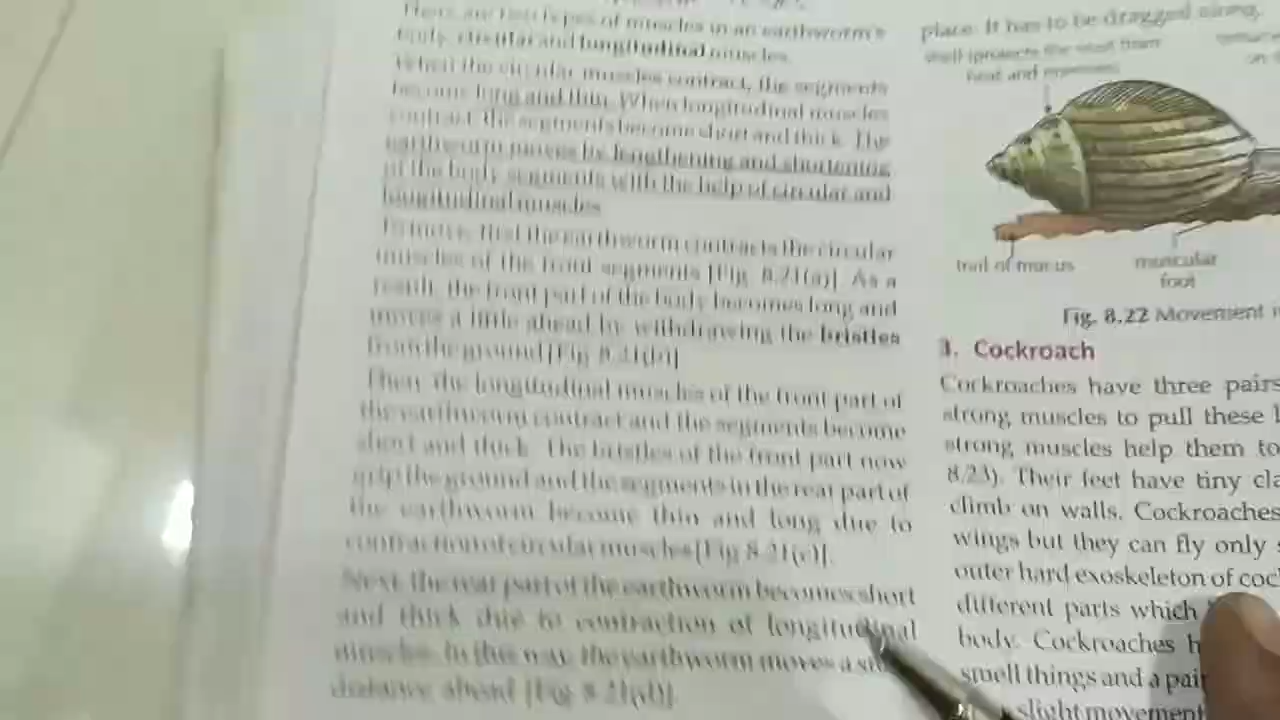 There are two types of muscles in an earthworm's
body, circular and longitudinal muscles.
When the circular muscles contract, the segments
become long and thin. When longitudinal muscles
contract, the segments become short and thick. The
earthworm moves by lengthening and shortening
of the body segments with the help of circular and
longitudinal muscles.
To move, first the earthworm contracts the circular
muscles of the front segments [Fig. 8.21(a)]. As a
result, the front part of the body becomes long and
moves a little ahead by withdrawing the bristles
from the ground [Fig 8.21(b)].
Then, the longitudinal muscles of the front part of
the earthworm contract and the segments become
short and thick. The bristles of the front part now
grip the ground and the segments in the rear part of
the earthworm become thin and long due to
contraction of circular muscles [Fig 8.21(c)].
Next, the rear part of the earthworm becomes short
and thick due to contraction of longitudinal
muscles. In this way, the earthworm moves a
distance ahead [Fig 8.21(d)].
place. It has to be dragged along,
shell (protects the snail from
heat and enemies)
trail of mucus
muscular
foot
Fig. 8.22 Movement
3. Cockroach
Cockroaches have three pairs
strong muscles to pull these
strong muscles help them to
8.23). Their feet have tiny
climb on walls. Cockroaches
wings but they can fly only
outer hard exoskeleton of
different parts which
body. Cockroaches
smell things and a pair
slight movement